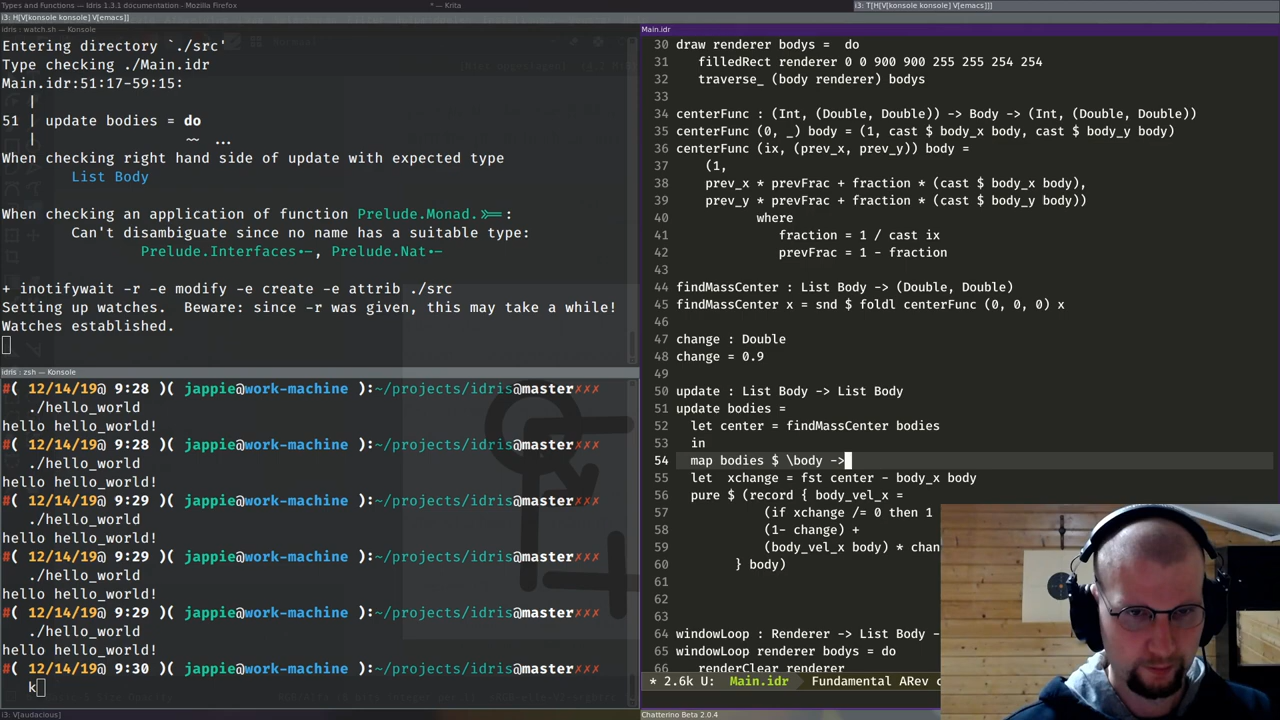 Types and Functions — Idris 1.3.1 documentation - Mozilla Firefox
* — Krita
i3: T[H[V[konsole konsole] V[emacs]]]
i3: H[V[konsole konsole] V[emacs]]
idris : watch.sh — Konsole
Entering directory `./src'
Type checking ./Main.idr
Main.idr:51:17-59:15:
|
51 | update bodies = do
| ~~ ...
When checking right hand side of update with expected type
List Body
When checking an application of function Prelude.Monad.>>=:
Can't disambiguate since no name has a suitable type:
+ inotifywait -r -e modify -e create -e attrib ./src
Setting up watches. Beware: since -r was given, this may take a while!
Watches established.
idris : zsh — Konsole
#( 12/14/19@ 9:28 )( jappie@work-machine ):~/projects/idris@master✗✗✗
./hello_world
hello hello_world!
#( 12/14/19@ 9:28 )( jappie@work-machine ):~/projects/idris@master✗✗✗
./hello_world
hello hello_world!
#( 12/14/19@ 9:29 )( jappie@work-machine ):~/projects/idris@master✗✗✗
./hello_world
hello hello_world!
#( 12/14/19@ 9:29 )( jappie@work-machine ):~/projects/idris@master✗✗✗
./hello_world
hello hello_world!
#( 12/14/19@ 9:29 )( jappie@work-machine ):~/projects/idris@master✗✗✗
./hello_world
hello hello_world!
#( 12/14/19@ 9:30 )( jappie@work-machine ):~/projects/idris@master✗✗✗
k
i3: V[audacious]
Main.idr
30 draw renderer bodys = do
31 filledRect renderer 0 0 900 900 255 255 254 254
32 traverse_ (body renderer) bodys
33
34 centerFunc : (Int, (Double, Double)) -> Body -> (Int, (Double, Double))
35 centerFunc (0, _) body = (1, cast $ body_x body, cast $ body_y body)
36 centerFunc (ix, (prev_x, prev_y)) body =
37 (1,
38 prev_x * prevFrac + fraction * (cast $ body_x body),
39 prev_y * prevFrac + fraction * (cast $ body_y body))
40 where
41 fraction = 1 / cast ix
42 prevFrac = 1 - fraction
43
44 findMassCenter : List Body -> (Double, Double)
45 findMassCenter x = snd $ foldl centerFunc (0, 0, 0) x
46
47 change : Double
48 change = 0.9
49
50 update : List Body -> List Body
51 update bodies =
52 let center = findMassCenter bodies
53 in
54 map bodies $ \body ->
55 let xchange = fst center - body_x body
56 pure $ (record { body_vel_x =
57 (if xchange /= 0 then 1
58 (1- change) +
59 (body_vel_x body) * chan
60 } body)
61
62
63
64 windowLoop : Renderer -> List Body -
65 windowLoop renderer bodys = do
66 renderClear renderer
* 2.6k U: Main.idr Fundamental ARev
Chatterino Beta 2.0.4